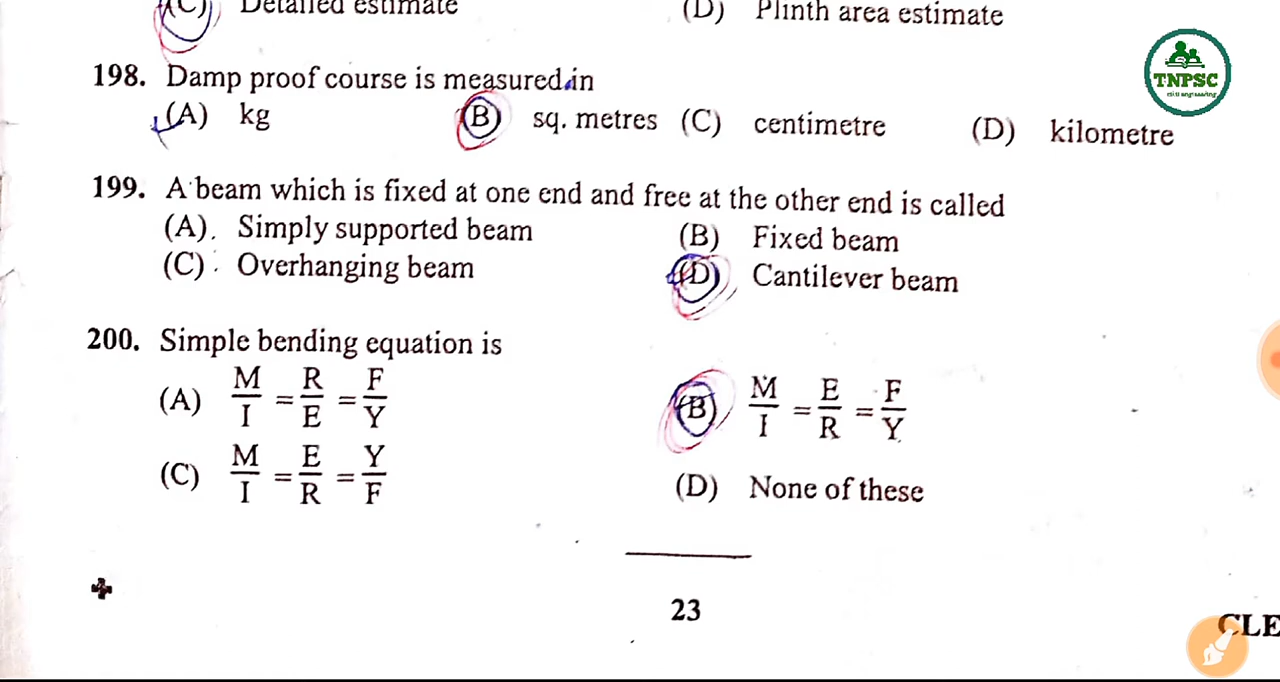 (C) Detailed estimate (D) Plinth area estimate
TNPSC
198. Damp proof course is measured in
(A) kg (B) sq. metres (C) centimetre (D) kilometre
199. A beam which is fixed at one end and free at the other end is called
(A) Simply supported beam (B) Fixed beam
(C) Overhanging beam (D) Cantilever beam
200. Simple bending equation is
(A) M/I = R/E = F/Y (B) M/I = E/R = F/Y
(C) M/I = E/R = Y/F (D) None of these
23
CLE